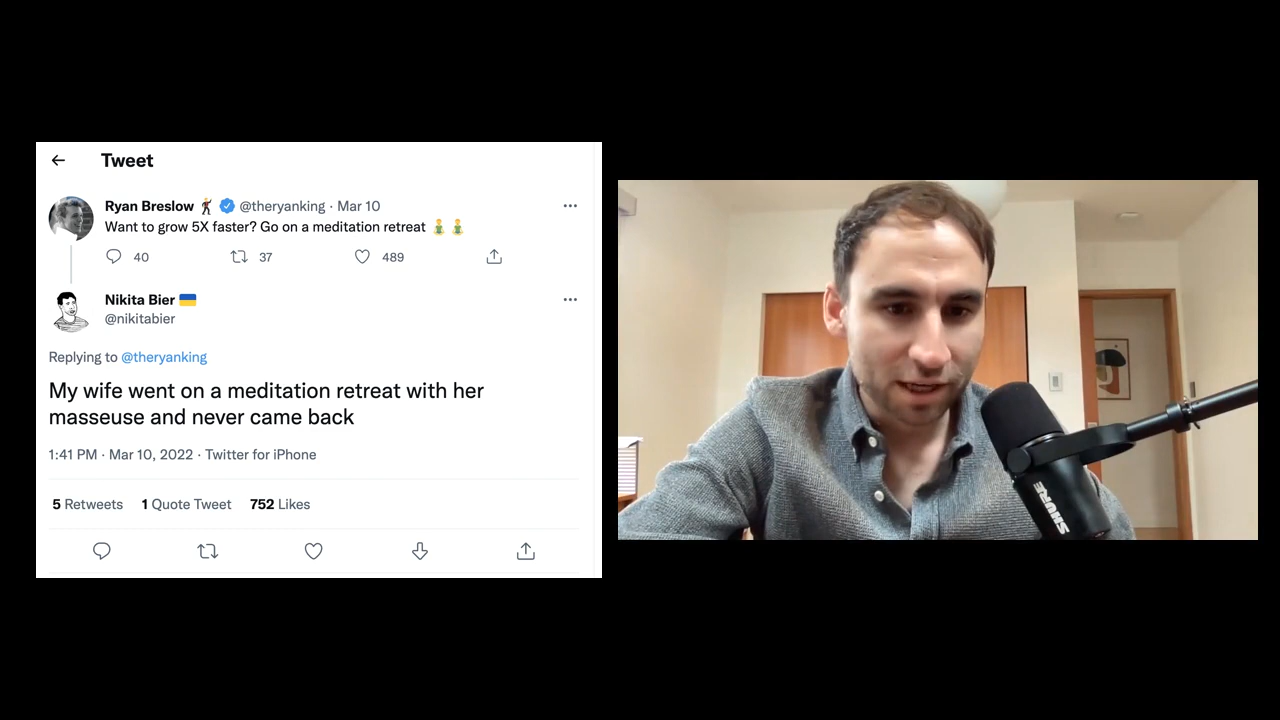 Tweet
Ryan Breslow @theryanking · Mar 10
Want to grow 5X faster? Go on a meditation retreat
40 37 489
Nikita Bier
@nikitabier
Replying to @theryanking
My wife went on a meditation retreat with her
masseuse and never came back
1:41 PM · Mar 10, 2022 · Twitter for iPhone
5 Retweets 1 Quote Tweet 752 Likes
SHURE